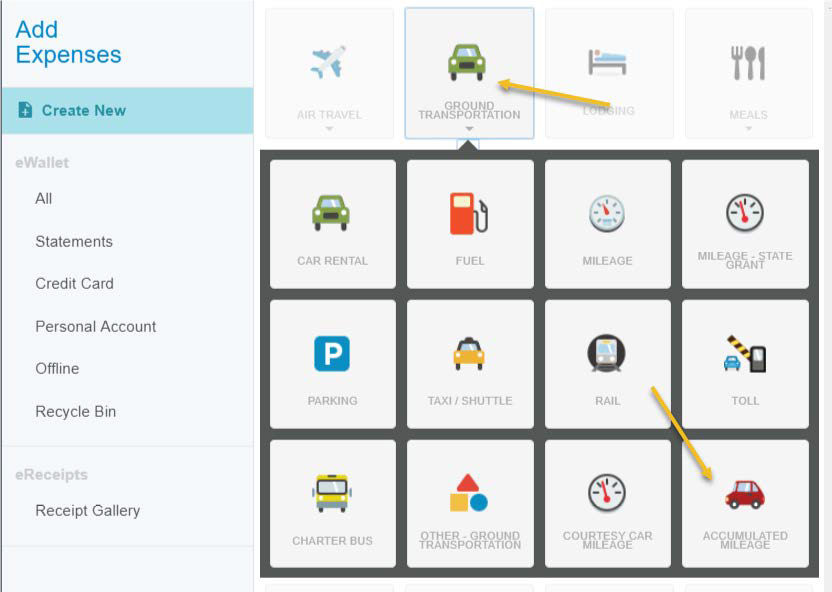 Add
Expenses
Create New
eWallet
All
Statements
Credit Card
Personal Account
Offline
Recycle Bin
eReceipts
Receipt Gallery
AIR TRAVEL
GROUND
TRANSPORTATION
LODGING
MEALS
CAR RENTAL
FUEL
MILEAGE
MILEAGE - STATE
GRANT
P
PARKING
TAXI / SHUTTLE
RAIL
TOLL
CHARTER BUS
OTHER - GROUND
TRANSPORTATION
COURTESY CAR
MILEAGE
ACCUMULATED
MILEAGE